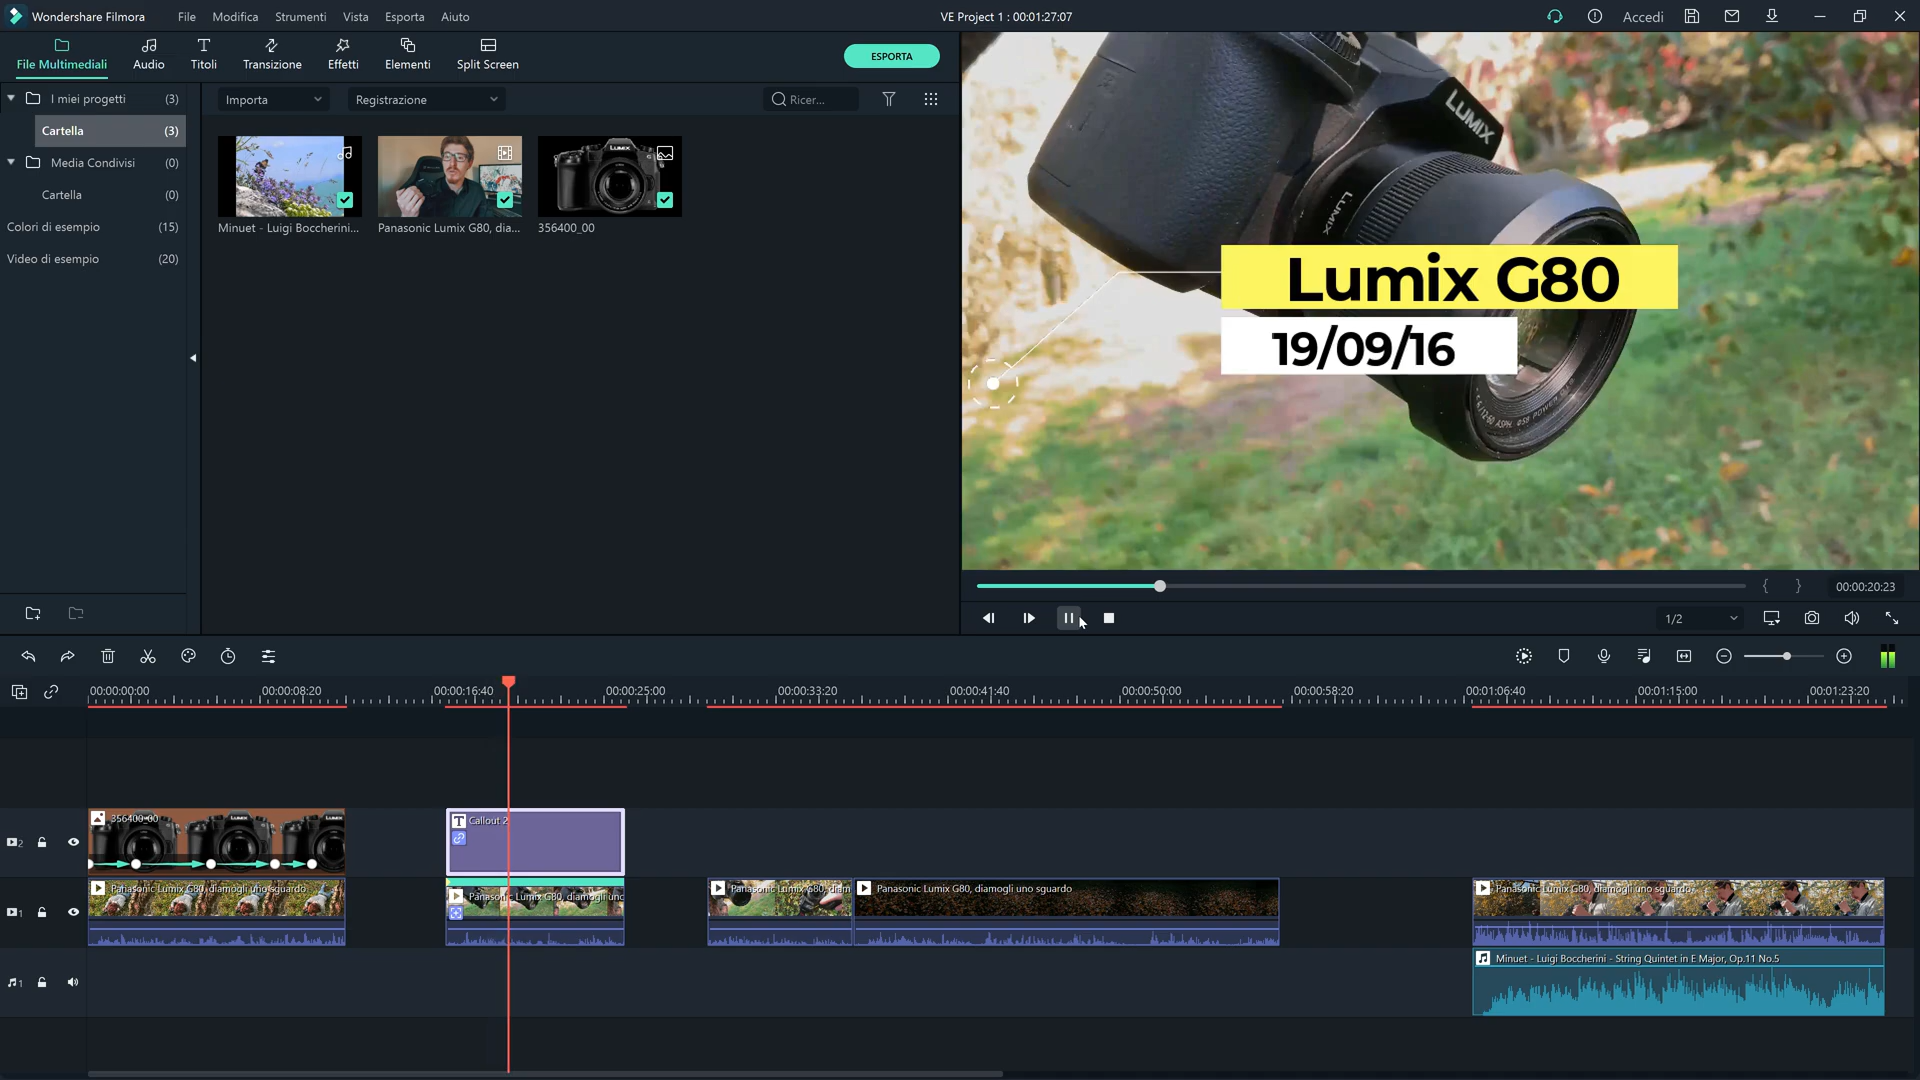 Wondershare Filmora
File
Modifica
Strumenti
Vista
Esporta
Aiuto
VE Project 1 : 00:01:27:07
Accedi
File Multimediali
Audio
Titoli
Transizione
Effetti
Elementi
Split Screen
ESPORTA
I miei progetti (3)
Cartella (3)
Media Condivisi (0)
Cartella (0)
Colori di esempio (15)
Video di esempio (20)
Importa
Registrazione
Ricer...
LUMIX
Minuet - Luigi Boccherini...
Panasonic Lumix G80, dia...
356400_00
LUMIX
LUMIX
Lumix G80
19/09/16
00:00:20:23
1/2
00:00:00:00
00:00:08:20
00:00:16:40
00:00:25:00
00:00:33:20
00:00:41:40
00:00:50:00
00:00:58:20
00:01:06:40
00:01:15:00
00:01:23:20
2
356400_00
Callout 2
1
Panasonic Lumix G80, diamogli uno sguardo
Panasonic Lumix G80, diamogli unc
Panasonic Lumix G80, diam
Panasonic Lumix G80, diamogli uno sguardo
Panasonic Lumix G80, diamogli uno sguardo
1
Minuet - Luigi Boccherini - String Quintet in E Major, Op.11 No.5